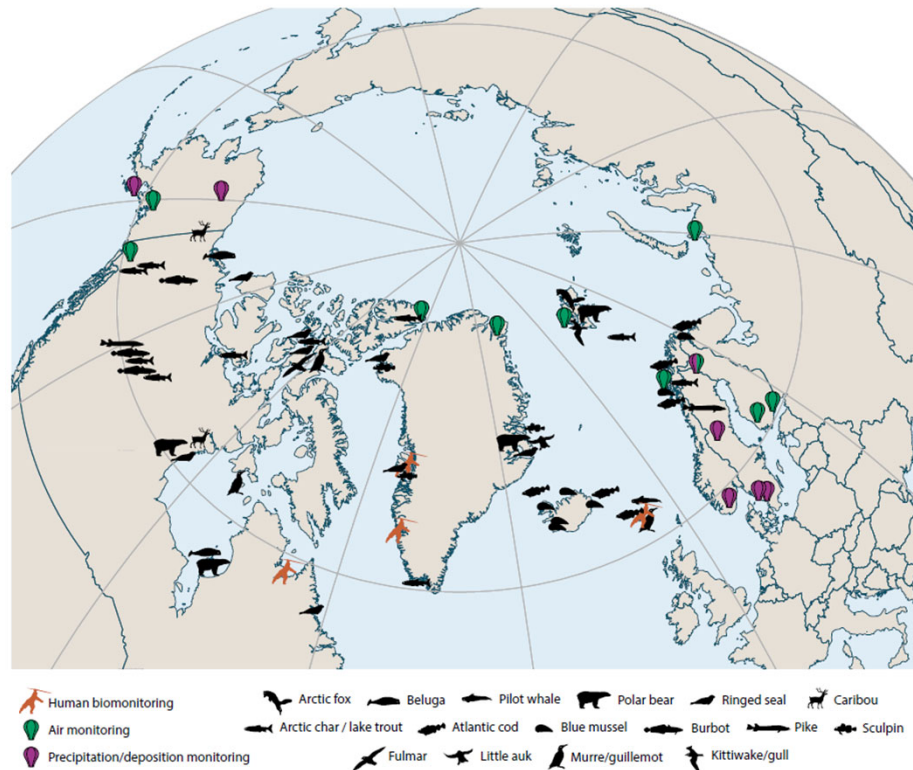 Human biomonitoring Arctic fox Beluga Pilot whale Polar bear Ringed seal Caribou
Air monitoring Arctic char / lake trout Atlantic cod Blue mussel Burbot Pike Sculpin
Precipitation/deposition monitoring Fulmar Little auk Murre/guillemot Kittiwake/gull